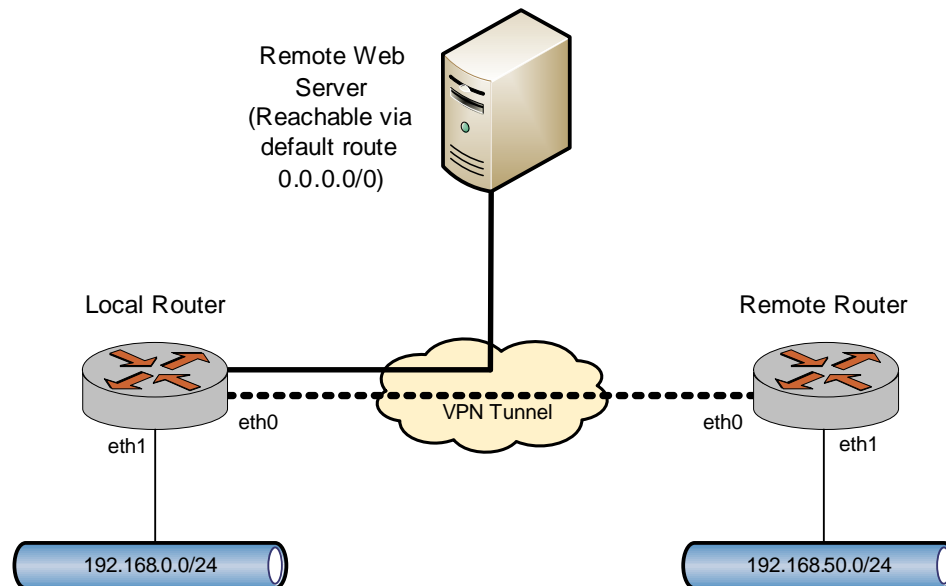 Remote Web
Server
(Reachable via
default route
0.0.0.0/0)
Local Router
Remote Router
VPN Tunnel
eth0
eth0
eth1
eth1
192.168.0.0/24
192.168.50.0/24